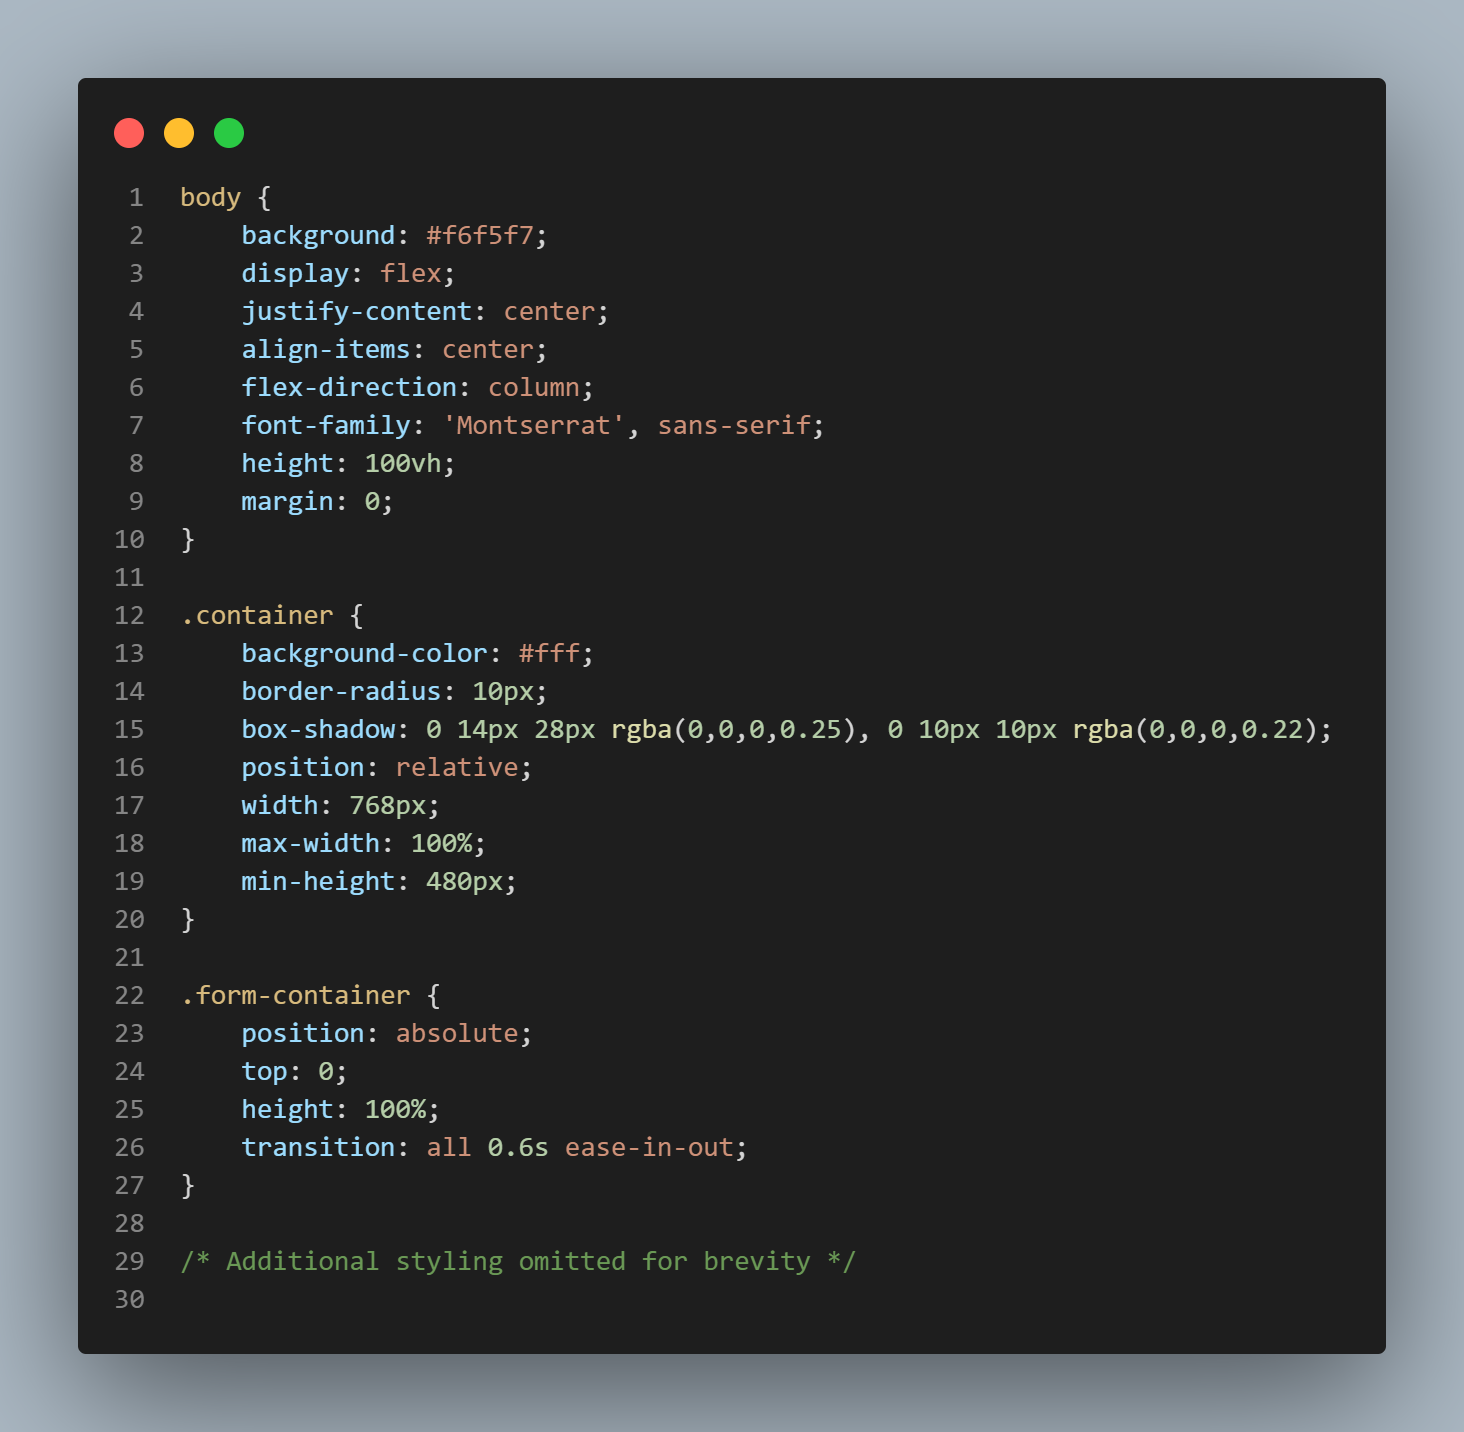 1 body {
2     background: #f6f5f7;
3     display: flex;
4     justify-content: center;
5     align-items: center;
6     flex-direction: column;
7     font-family: 'Montserrat', sans-serif;
8     height: 100vh;
9     margin: 0;
10 }
11
12 .container {
13     background-color: #fff;
14     border-radius: 10px;
15     box-shadow: 0 14px 28px rgba(0,0,0,0.25), 0 10px 10px rgba(0,0,0,0.22);
16     position: relative;
17     width: 768px;
18     max-width: 100%;
19     min-height: 480px;
20 }
21
22 .form-container {
23     position: absolute;
24     top: 0;
25     height: 100%;
26     transition: all 0.6s ease-in-out;
27 }
28
29 /* Additional styling omitted for brevity */
30